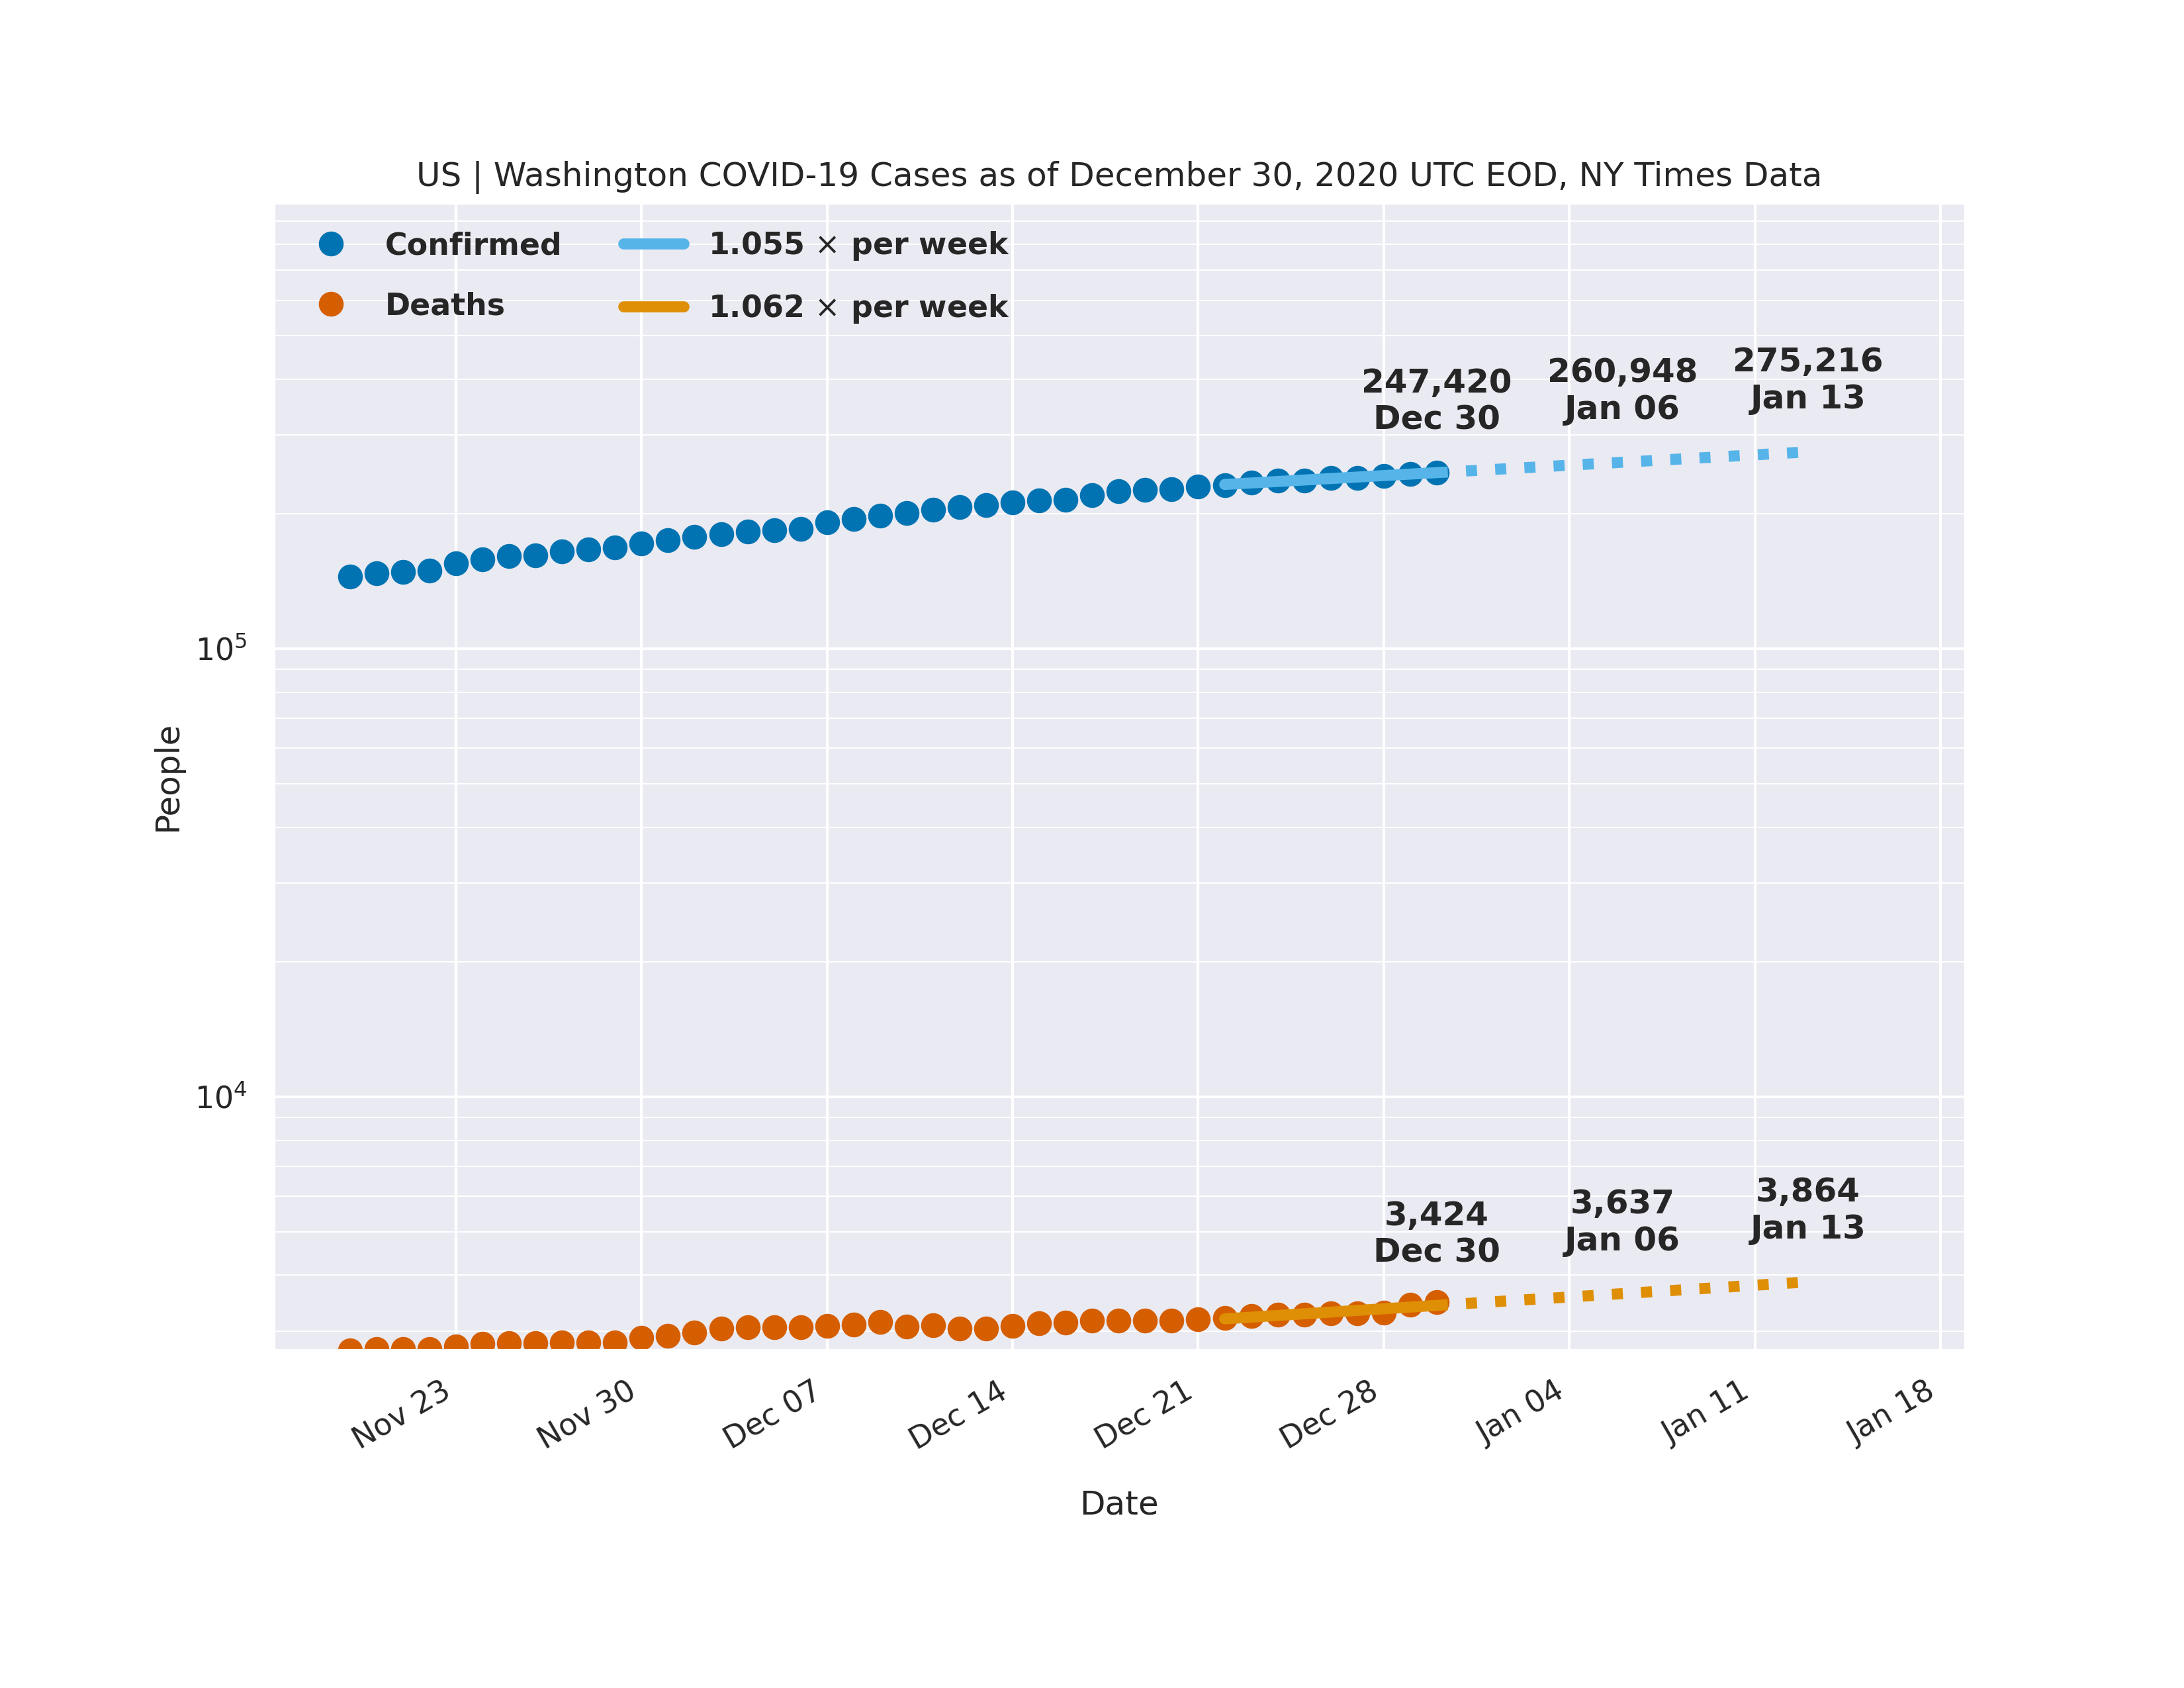 US | Washington COVID-19 Cases as of December 30, 2020 UTC EOD, NY Times Data
Confirmed
Deaths
1.055 × per week
1.062 × per week
247,420
Dec 30
260,948
Jan 06
275,216
Jan 13
10⁵
People
10⁴
3,424
Dec 30
3,637
Jan 06
3,864
Jan 13
Nov 23
Nov 30
Dec 07
Dec 14
Dec 21
Dec 28
Jan 04
Jan 11
Jan 18
Date